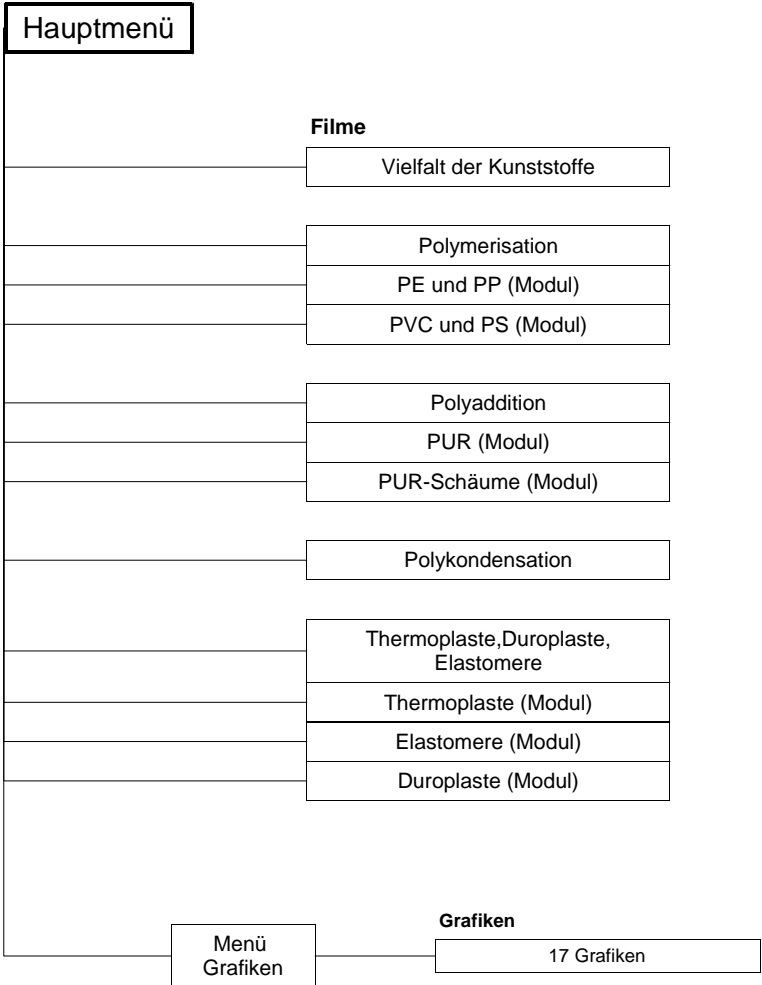 Hauptmenü
Filme
Vielfalt der Kunststoffe
Polymerisation
PE und PP (Modul)
PVC und PS (Modul)
Polyaddition
PUR (Modul)
PUR-Schäume (Modul)
Polykondensation
Thermoplaste,Duroplaste,
Elastomere
Thermoplaste (Modul)
Elastomere (Modul)
Duroplaste (Modul)
Grafiken
Menü
Grafiken
17 Grafiken